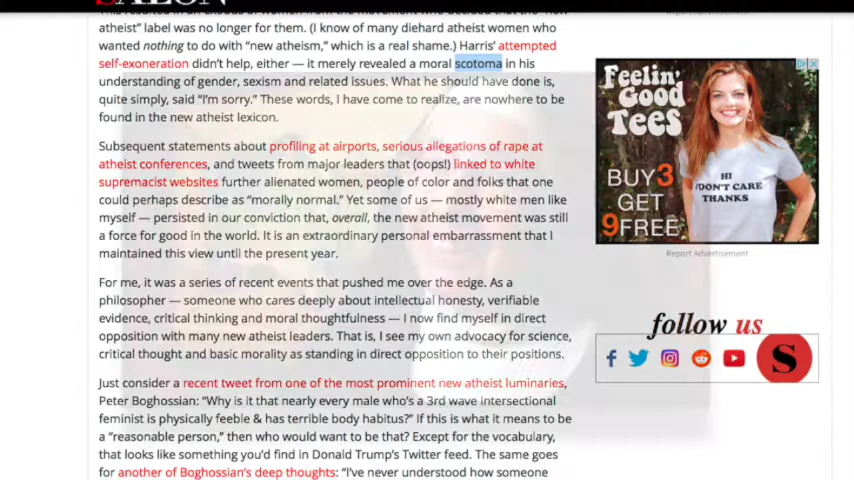 SALON
This resulted in an exodus of women from the movement who decided that the "new
atheist" label was no longer for them. (I know of many diehard atheist women who
wanted nothing to do with "new atheism," which is a real shame.) Harris' attempted
self-exoneration didn't help, either — it merely revealed a moral scotoma in his
understanding of gender, sexism and related issues. What he should have done is,
quite simply, said "I'm sorry." These words, I have come to realize, are nowhere to be
found in the new atheist lexicon.
Subsequent statements about profiling at airports, serious allegations of rape at
atheist conferences, and tweets from major leaders that (oops!) linked to white
supremacist websites further alienated women, people of color and folks that one
could perhaps describe as "morally normal." Yet some of us — mostly white men like
myself — persisted in our conviction that, overall, the new atheist movement was still
a force for good in the world. It is an extraordinary personal embarrassment that I
maintained this view until the present year.
For me, it was a series of recent events that pushed me over the edge. As a
philosopher — someone who cares deeply about intellectual honesty, verifiable
evidence, critical thinking and moral thoughtfulness — I now find myself in direct
opposition with many new atheist leaders. That is, I see my own advocacy for science,
critical thought and basic morality as standing in direct opposition to their positions.
Just consider a recent tweet from one of the most prominent new atheist luminaries,
Peter Boghossian: "Why is it that nearly every male who's a 3rd wave intersectional
feminist is physically feeble & has terrible body habitus?" If this is what it means to be
a "reasonable person," then who would want to be that? Except for the vocabulary,
that looks like something you'd find in Donald Trump's Twitter feed. The same goes
for another of Boghossian's deep thoughts: "I've never understood how someone
Feelin'
Good
Tees
BUY 3
GET
9 FREE
HI
I DON'T CARE
THANKS
Report Advertisement
follow us
S